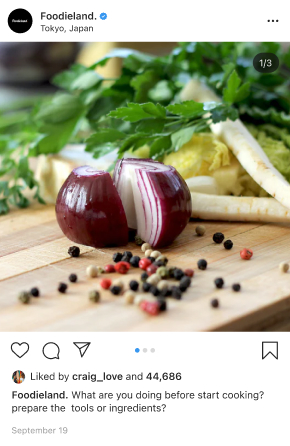 Foodieland.
Tokyo, Japan
1/3
Liked by craig_love and 44,686
Foodieland. What are you doing before start cooking?
prepare the tools or ingredients?
September 19